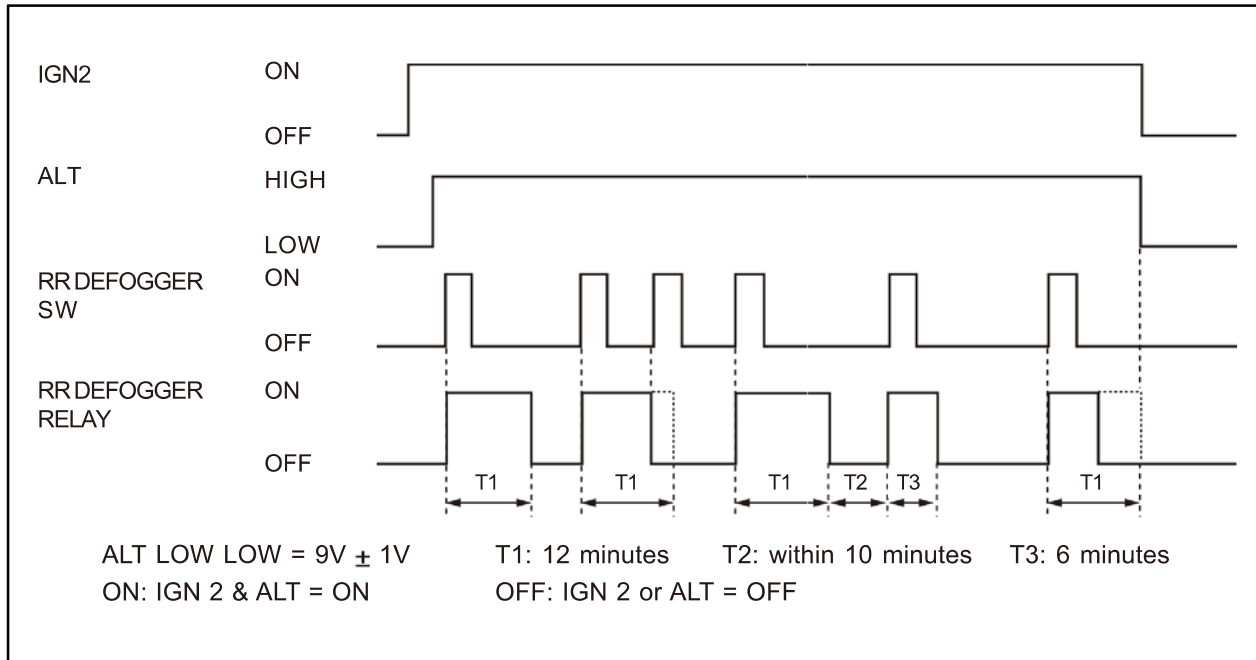 IGN2 ON
OFF
ALT HIGH
LOW
RR DEFOGGER ON
SW
OFF
RR DEFOGGER ON
RELAY
OFF
T1 T1 T1 T2 T3 T1
ALT LOW LOW = 9V ± 1V T1: 12 minutes T2: within 10 minutes T3: 6 minutes
ON: IGN 2 & ALT = ON OFF: IGN 2 or ALT = OFF